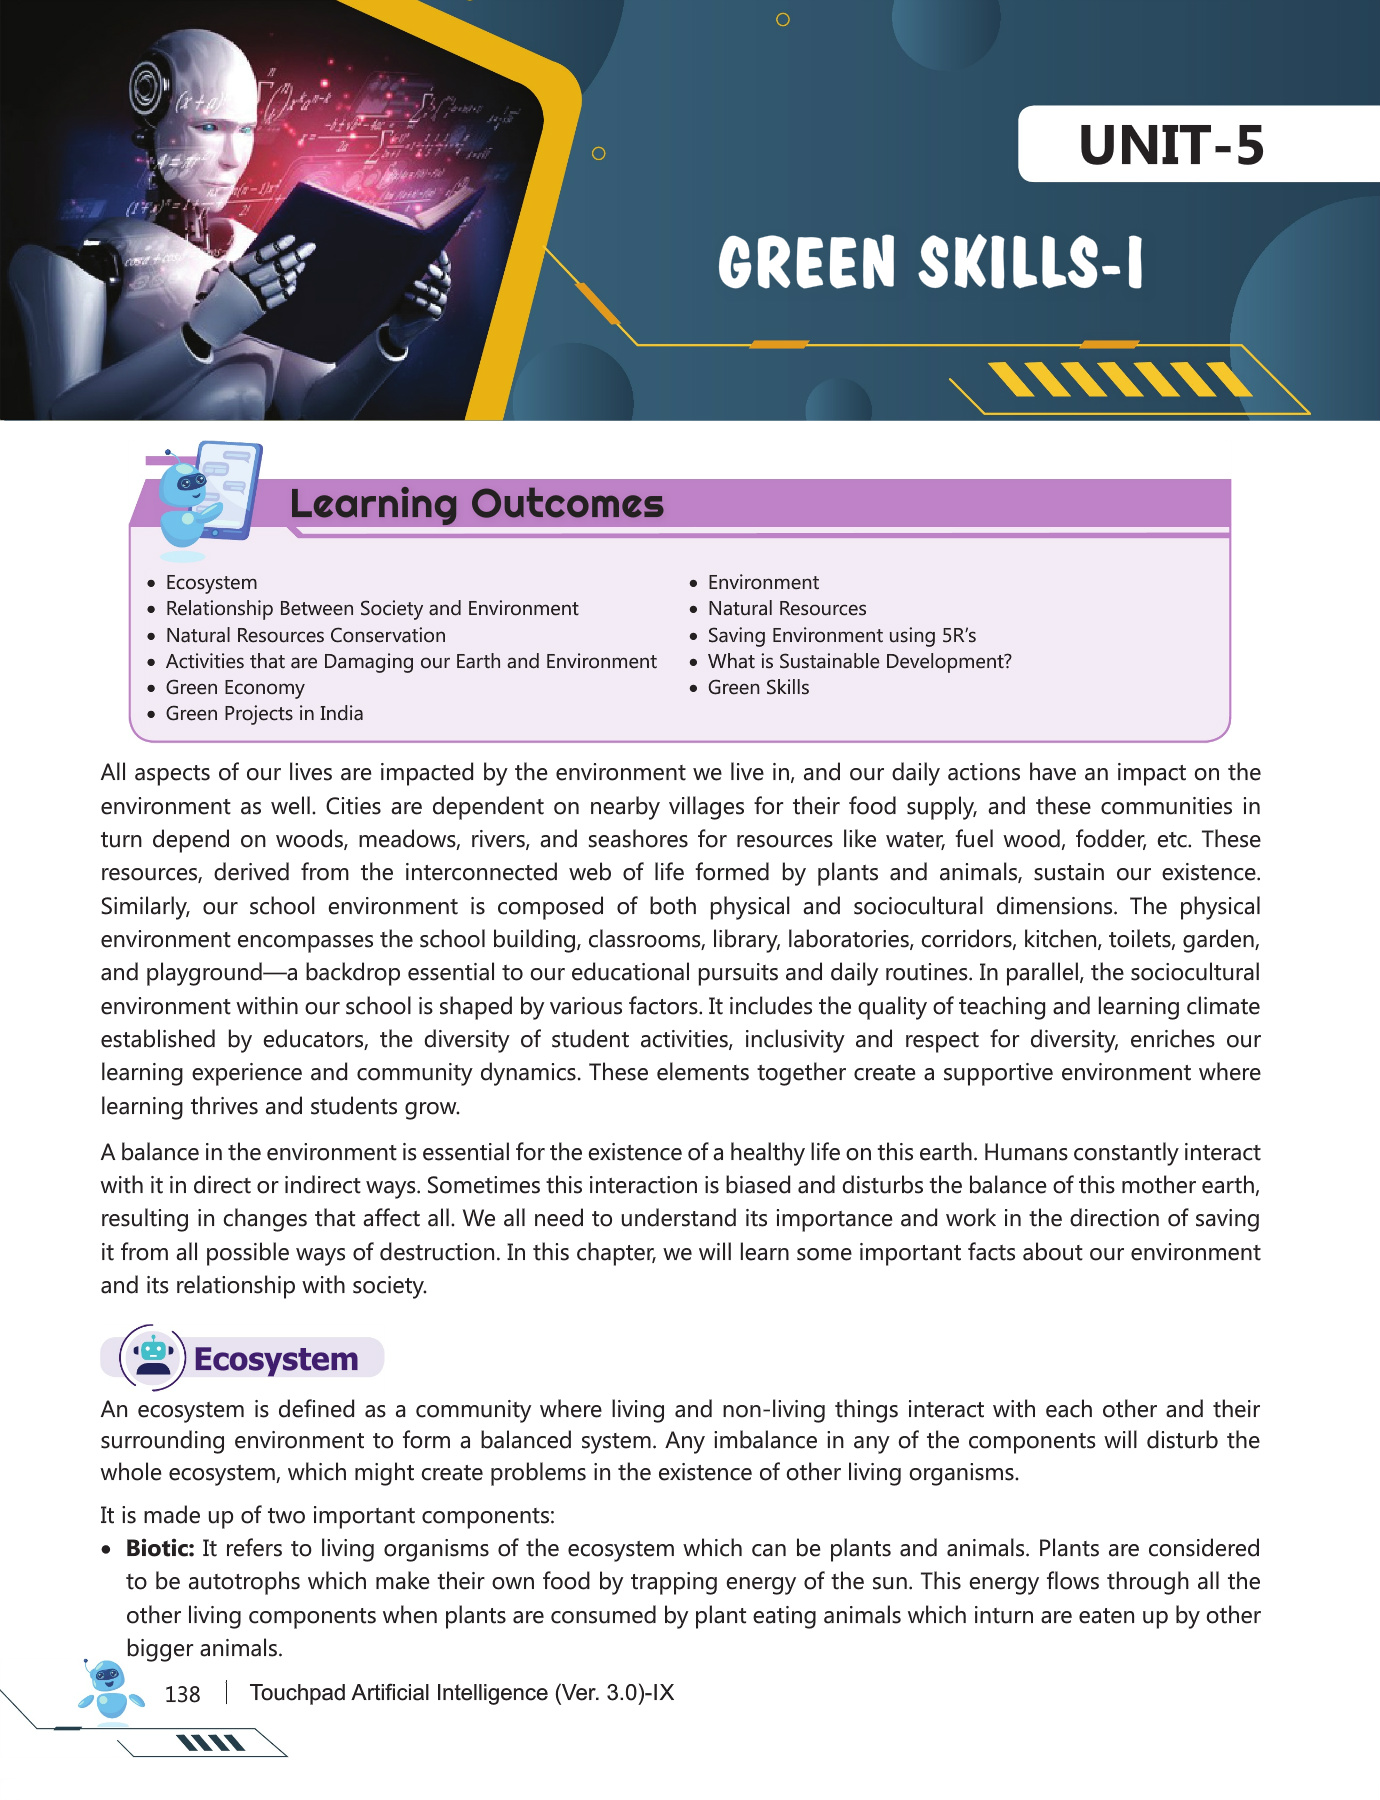 UNIT-5
GREEN SKILLS-I
Learning Outcomes
• Ecosystem
• Relationship Between Society and Environment
• Natural Resources Conservation
• Activities that are Damaging our Earth and Environment
• Green Economy
• Green Projects in India
• Environment
• Natural Resources
• Saving Environment using 5R's
• What is Sustainable Development?
• Green Skills
All aspects of our lives are impacted by the environment we live in, and our daily actions have an impact on the
environment as well. Cities are dependent on nearby villages for their food supply, and these communities in
turn depend on woods, meadows, rivers, and seashores for resources like water, fuel wood, fodder, etc. These
resources, derived from the interconnected web of life formed by plants and animals, sustain our existence.
Similarly, our school environment is composed of both physical and sociocultural dimensions. The physical
environment encompasses the school building, classrooms, library, laboratories, corridors, kitchen, toilets, garden,
and playground—a backdrop essential to our educational pursuits and daily routines. In parallel, the sociocultural
environment within our school is shaped by various factors. It includes the quality of teaching and learning climate
established by educators, the diversity of student activities, inclusivity and respect for diversity, enriches our
learning experience and community dynamics. These elements together create a supportive environment where
learning thrives and students grow.
A balance in the environment is essential for the existence of a healthy life on this earth. Humans constantly interact
with it in direct or indirect ways. Sometimes this interaction is biased and disturbs the balance of this mother earth,
resulting in changes that affect all. We all need to understand its importance and work in the direction of saving
it from all possible ways of destruction. In this chapter, we will learn some important facts about our environment
and its relationship with society.
Ecosystem
An ecosystem is defined as a community where living and non-living things interact with each other and their
surrounding environment to form a balanced system. Any imbalance in any of the components will disturb the
whole ecosystem, which might create problems in the existence of other living organisms.
It is made up of two important components:
• Biotic: It refers to living organisms of the ecosystem which can be plants and animals. Plants are considered
to be autotrophs which make their own food by trapping energy of the sun. This energy flows through all the
other living components when plants are consumed by plant eating animals which inturn are eaten up by other
bigger animals.
138 | Touchpad Artificial Intelligence (Ver. 3.0)-IX